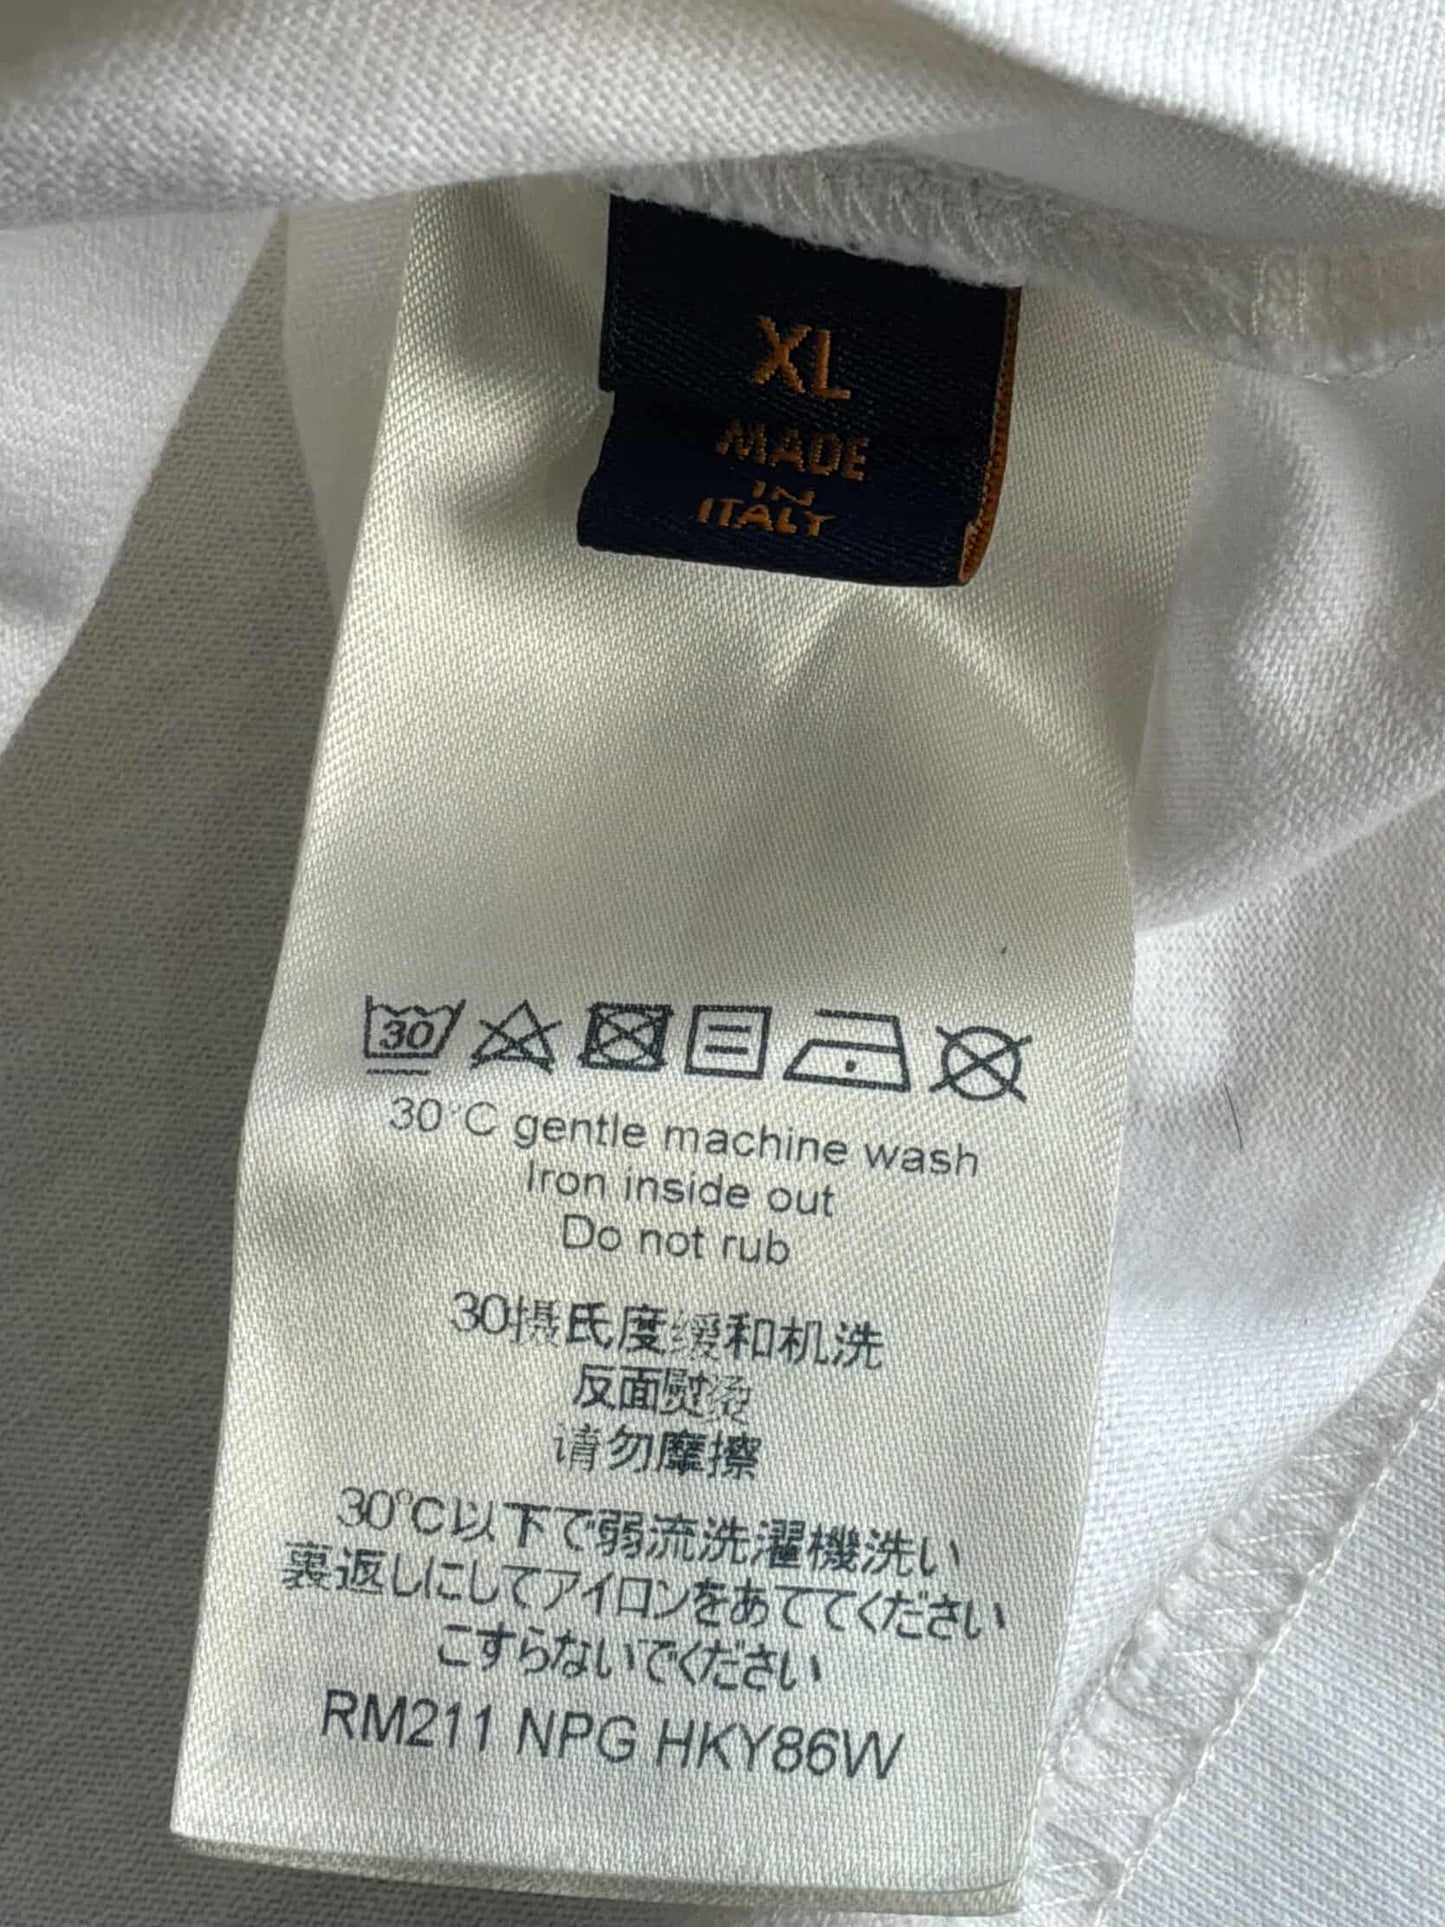 XL
MADE
IN
ITALY
30
30°C gentle machine wash
Iron inside out
Do not rub
30摄氏度缓和机洗
反面熨烫
请勿摩擦
30℃以下で弱流洗濯機洗い
裏返しにしてアイロンをあててください
こすらないでください
RM211 NPG HKY86W